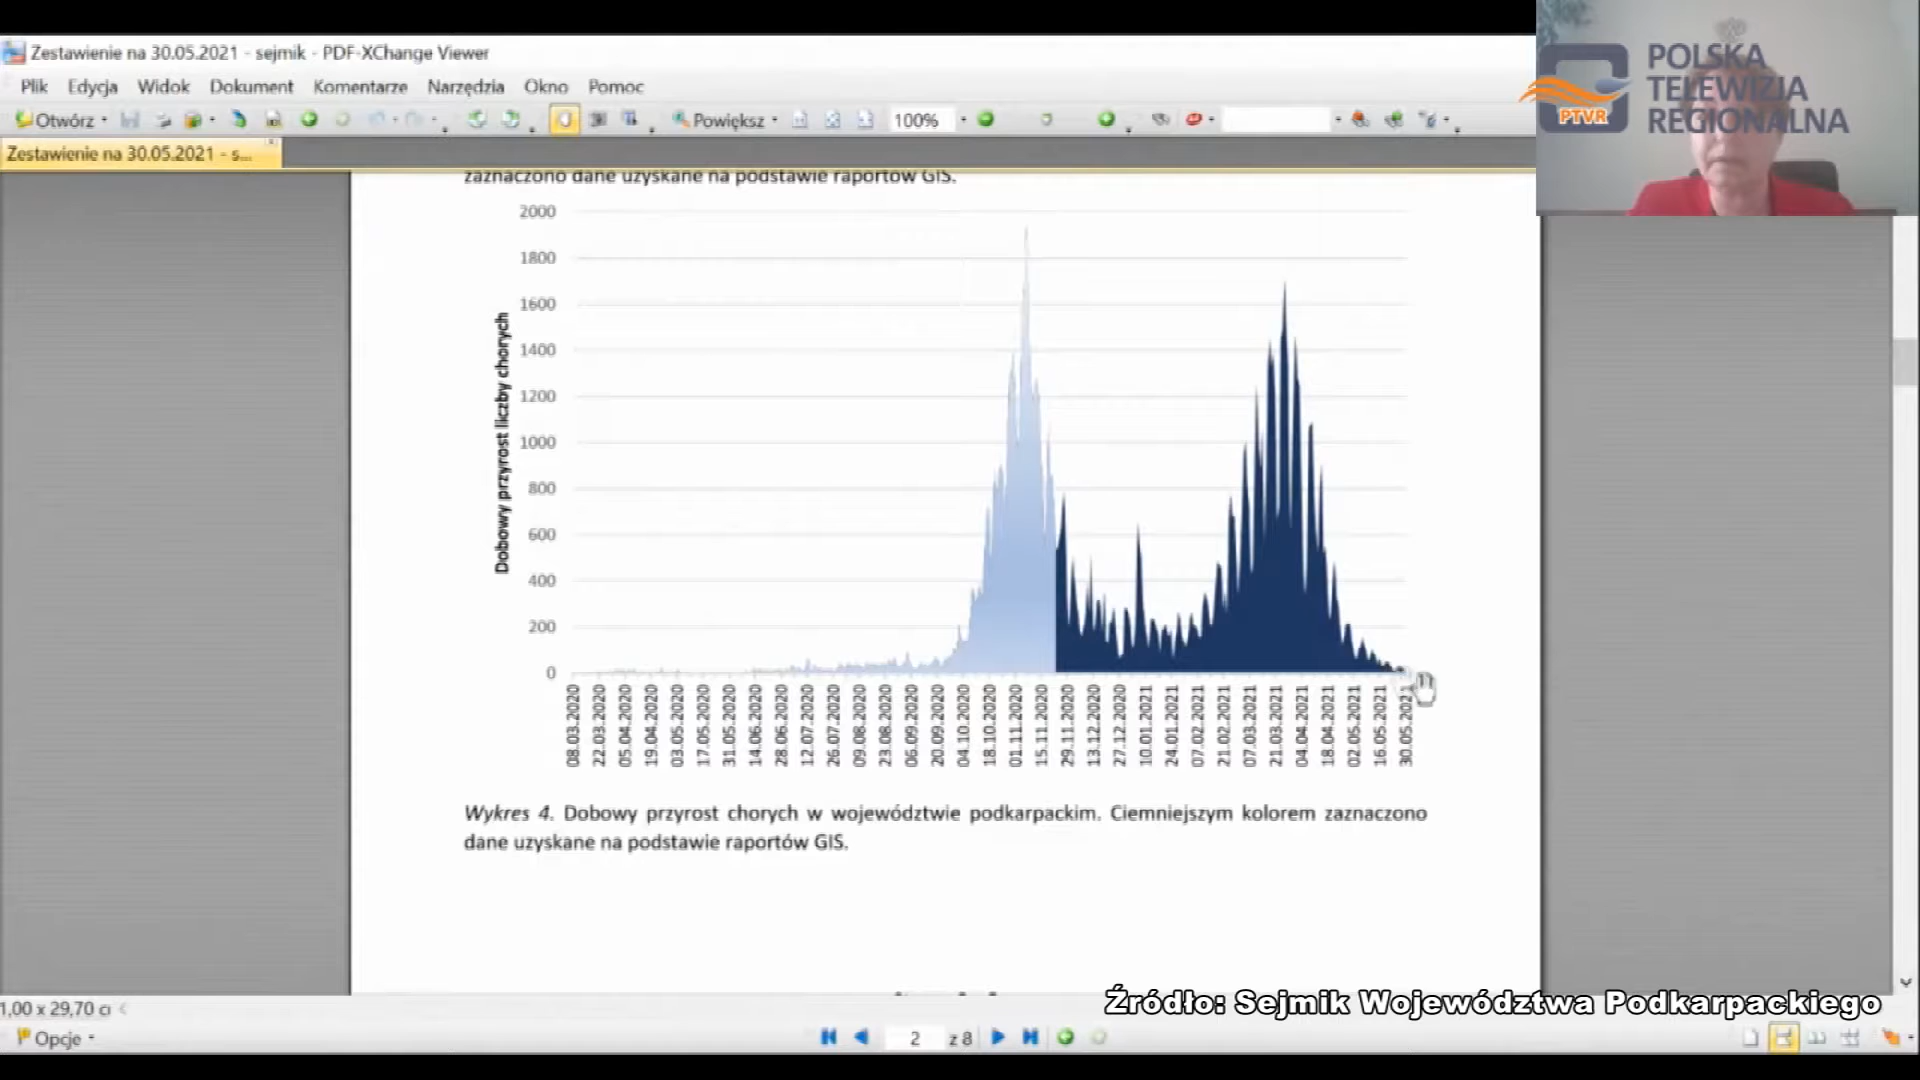 Zestawienie na 30.05.2021 - sejmik - PDF-XChange Viewer
Plik Edycja Widok Dokument Komentarze Narzędzia Okno Pomoc
Otwórz Powiększ 100%
Zestawienie na 30.05.2021 - s...
POLSKA
TELEWIZJA
REGIONALNA
PTVR
zaznaczono dane uzyskane na podstawie raportów GIS.
2000
1800
1600
1400
1200
1000
800
600
400
200
0
Dobowy przyrost liczby chorych
08.03.2020
22.03.2020
05.04.2020
19.04.2020
03.05.2020
17.05.2020
31.05.2020
14.06.2020
28.06.2020
12.07.2020
26.07.2020
09.08.2020
23.08.2020
06.09.2020
20.09.2020
04.10.2020
18.10.2020
01.11.2020
15.11.2020
29.11.2020
13.12.2020
27.12.2020
10.01.2021
24.01.2021
07.02.2021
21.02.2021
07.03.2021
21.03.2021
04.04.2021
18.04.2021
02.05.2021
16.05.2021
30.05.2021
Wykres 4. Dobowy przyrost chorych w województwie podkarpackim. Ciemniejszym kolorem zaznaczono
dane uzyskane na podstawie raportów GIS.
Źródło: Sejmik Województwa Podkarpackiego
1,00 x 29,70 c
Opcje
2 z 8